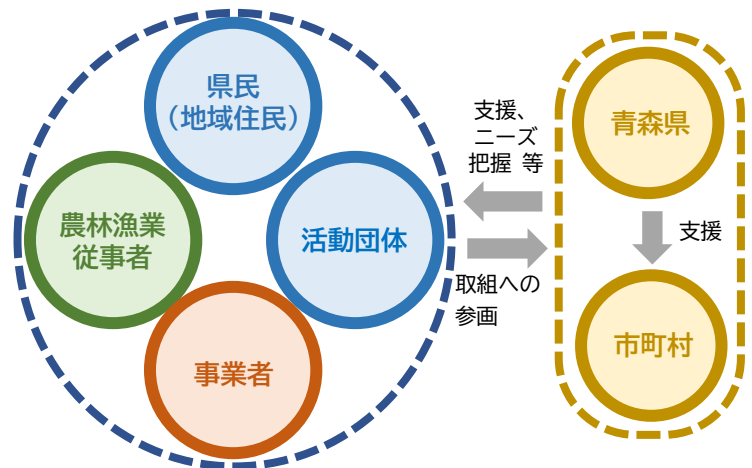 県民
（地域住民）
農林漁業
従事者
活動団体
事業者
支援、
ニーズ
把握 等
取組への
参画
青森県
支援
市町村